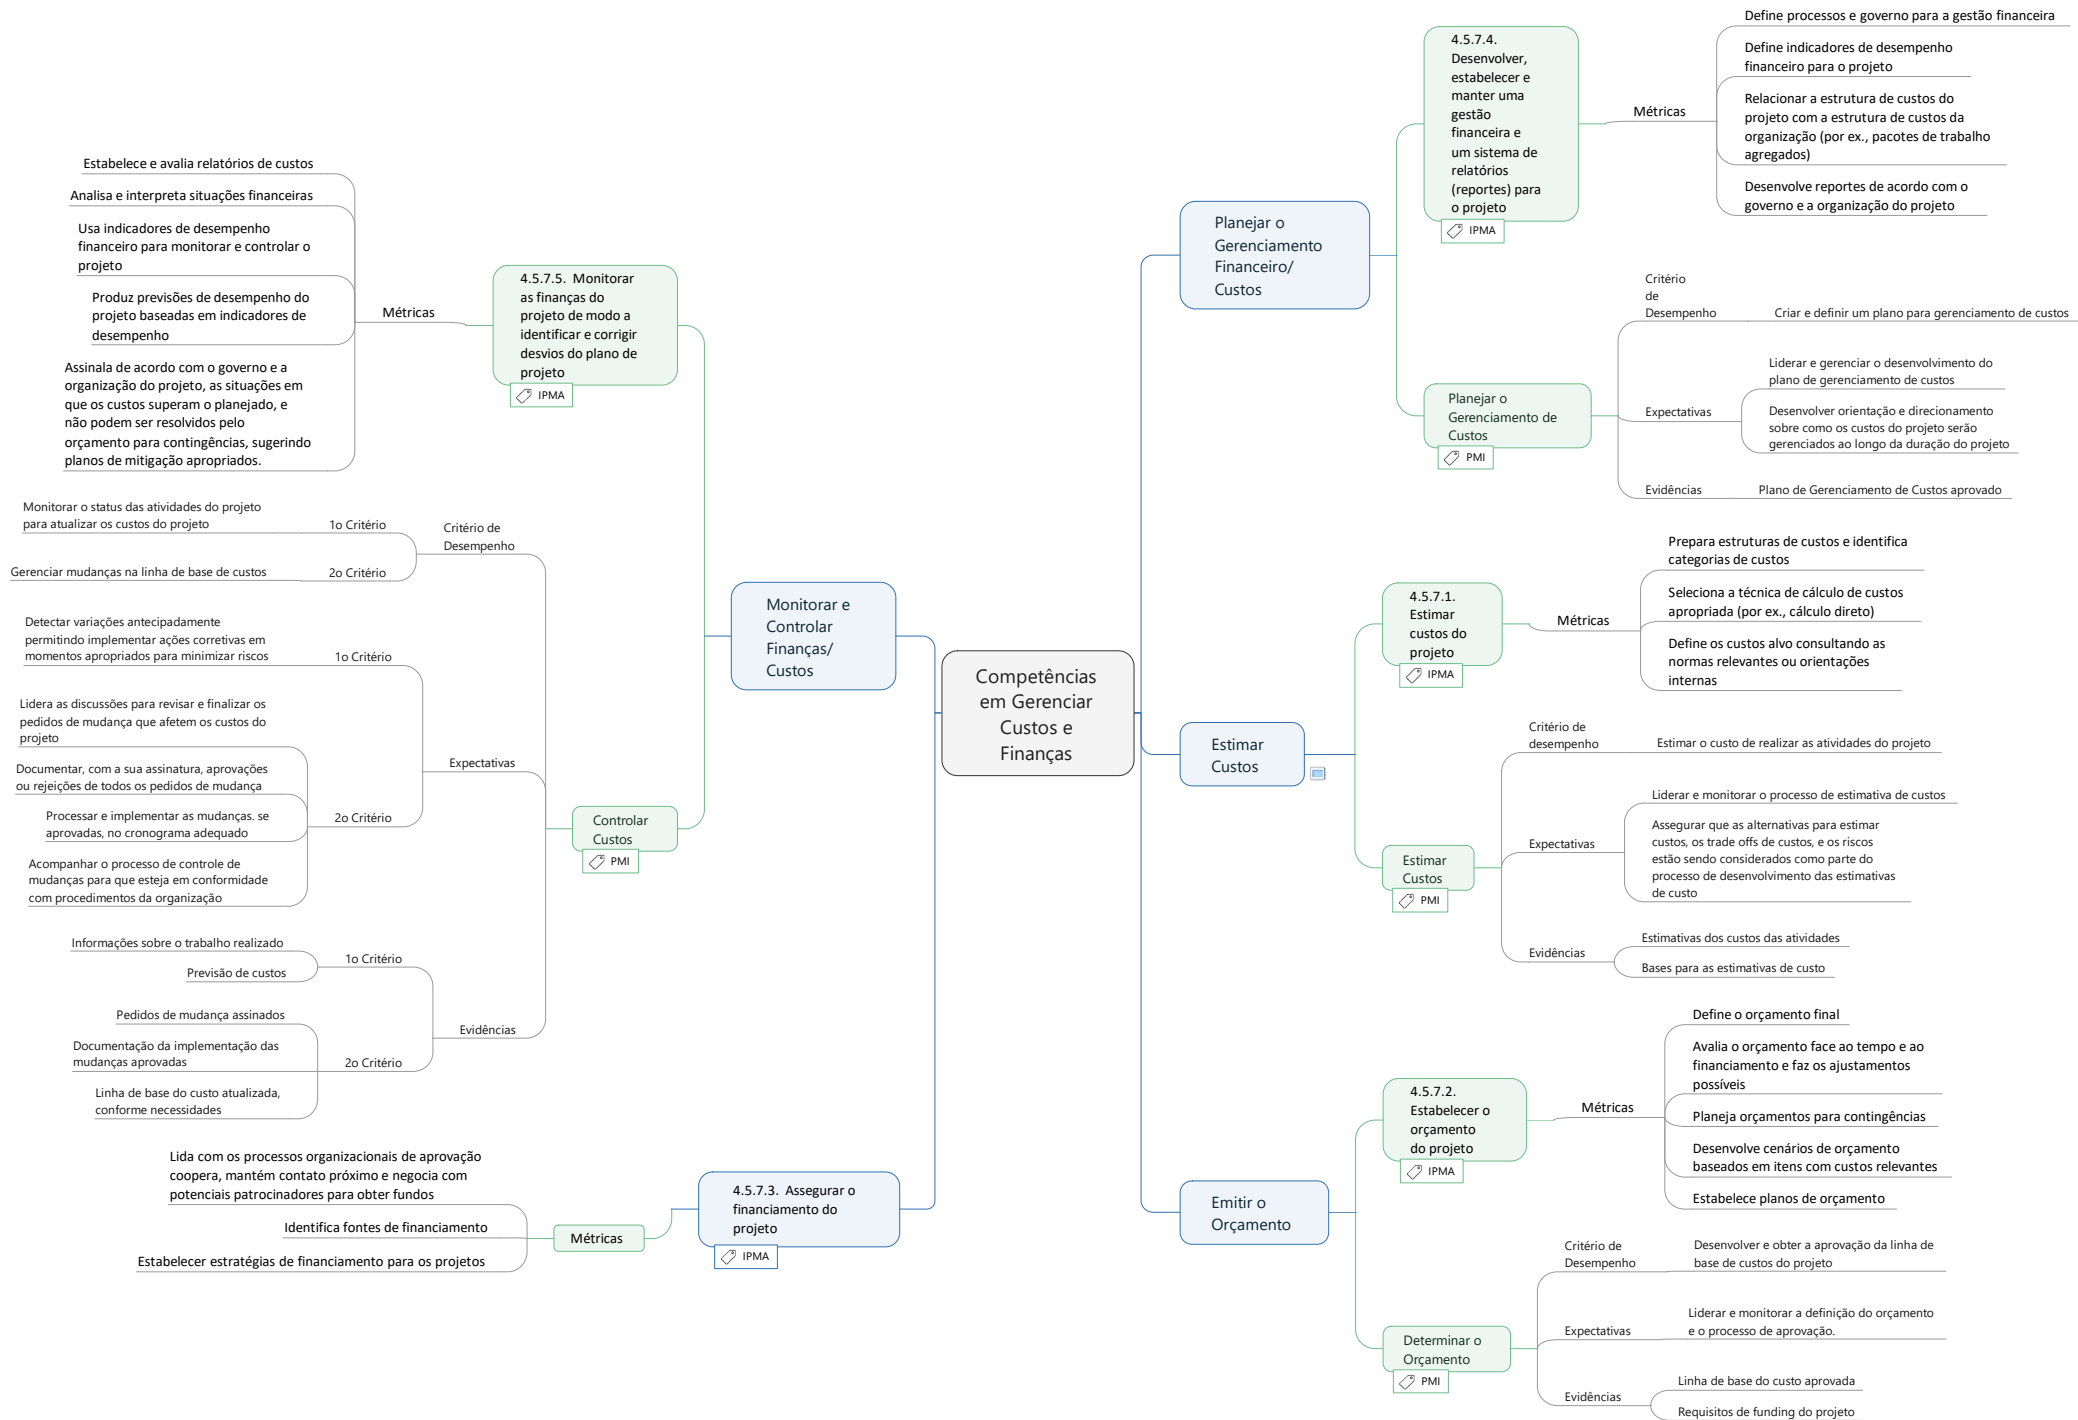 Competências
em Gerenciar
Custos e
Finanças
Planejar o
Gerenciamento
Financeiro/
Custos
4.5.7.4.
Desenvolver,
estabelecer e
manter uma
gestão
financeira e
um sistema de
relatórios
(reportes) para
o projeto
IPMA
Métricas
Define processos e governo para a gestão financeira
Define indicadores de desempenho
financeiro para o projeto
Relacionar a estrutura de custos do
projeto com a estrutura de custos da
organização (por ex., pacotes de trabalho
agregados)
Desenvolve reportes de acordo com o
governo e a organização do projeto
Planejar o
Gerenciamento de
Custos
PMI
Critério
de
Desempenho
Criar e definir um plano para gerenciamento de custos
Expectativas
Liderar e gerenciar o desenvolvimento do
plano de gerenciamento de custos
Desenvolver orientação e direcionamento
sobre como os custos do projeto serão
gerenciados ao longo da duração do projeto
Evidências
Plano de Gerenciamento de Custos aprovado
Estimar
Custos
4.5.7.1.
Estimar
custos do
projeto
IPMA
Métricas
Prepara estruturas de custos e identifica
categorias de custos
Seleciona a técnica de cálculo de custos
apropriada (por ex., cálculo direto)
Define os custos alvo consultando as
normas relevantes ou orientações
internas
Estimar
Custos
PMI
Critério de
desempenho
Estimar o custo de realizar as atividades do projeto
Expectativas
Liderar e monitorar o processo de estimativa de custos
Assegurar que as alternativas para estimar
custos, os trade offs de custos, e os riscos
estão sendo considerados como parte do
processo de desenvolvimento das estimativas
de custo
Evidências
Estimativas dos custos das atividades
Bases para as estimativas de custo
Emitir o
Orçamento
4.5.7.2.
Estabelecer o
orçamento
do projeto
IPMA
Métricas
Define o orçamento final
Avalia o orçamento face ao tempo e ao
financiamento e faz os ajustamentos
possíveis
Planeja orçamentos para contingências
Desenvolve cenários de orçamento
baseados em itens com custos relevantes
Estabelece planos de orçamento
Determinar o
Orçamento
PMI
Critério de
Desempenho
Desenvolver e obter a aprovação da linha de
base de custos do projeto
Expectativas
Liderar e monitorar a definição do orçamento
e o processo de aprovação.
Evidências
Linha de base do custo aprovada
Requisitos de funding do projeto
Monitorar e
Controlar
Finanças/
Custos
4.5.7.5. Monitorar
as finanças do
projeto de modo a
identificar e corrigir
desvios do plano de
projeto
IPMA
Métricas
Estabelece e avalia relatórios de custos
Analisa e interpreta situações financeiras
Usa indicadores de desempenho
financeiro para monitorar e controlar o
projeto
Produz previsões de desempenho do
projeto baseadas em indicadores de
desempenho
Assinala de acordo com o governo e a
organização do projeto, as situações em
que os custos superam o planejado, e
não podem ser resolvidos pelo
orçamento para contingências, sugerindo
planos de mitigação apropriados.
Controlar
Custos
PMI
Critério de
Desempenho
1o Critério
Monitorar o status das atividades do projeto
para atualizar os custos do projeto
2o Critério
Gerenciar mudanças na linha de base de custos
Expectativas
1o Critério
Detectar variações antecipadamente
permitindo implementar ações corretivas em
momentos apropriados para minimizar riscos
2o Critério
Lidera as discussões para revisar e finalizar os
pedidos de mudança que afetem os custos do
projeto
Documentar, com a sua assinatura, aprovações
ou rejeições de todos os pedidos de mudança
Processar e implementar as mudanças. se
aprovadas, no cronograma adequado
Acompanhar o processo de controle de
mudanças para que esteja em conformidade
com procedimentos da organização
Evidências
1o Critério
Informações sobre o trabalho realizado
Previsão de custos
2o Critério
Pedidos de mudança assinados
Documentação da implementação das
mudanças aprovadas
Linha de base do custo atualizada,
conforme necessidades
4.5.7.3. Assegurar o
financiamento do
projeto
IPMA
Métricas
Lida com os processos organizacionais de aprovação
coopera, mantém contato próximo e negocia com
potenciais patrocinadores para obter fundos
Identifica fontes de financiamento
Estabelecer estratégias de financiamento para os projetos